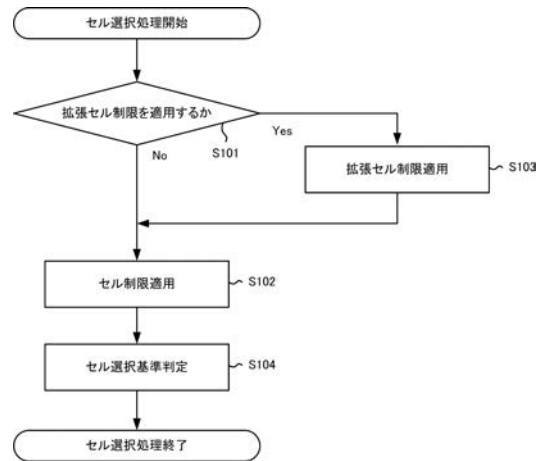 セル選択処理開始
拡張セル制限を適用するか
S101
Yes
No
拡張セル制限適用
S103
セル制限適用
S102
セル選択基準判定
S104
セル選択処理終了